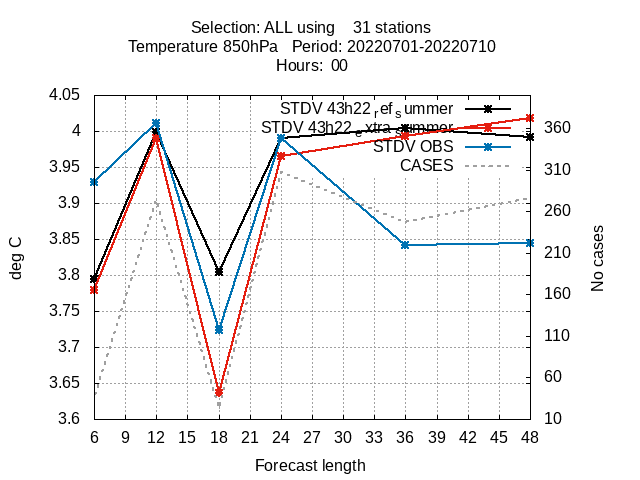 Selection: ALL using    31 stations
Temperature 850hPa   Period: 20220701-20220710
Hours:  00
STDV 43h22_ref_summer
STDV 43h22_extra_summer
STDV OBS
CASES
4.05
4
3.95
3.9
3.85
3.8
3.75
3.7
3.65
3.6
deg C
360
310
260
210
160
110
60
10
No cases
6 9 12 15 18 21 24 27 30 33 36 39 42 45 48
Forecast length